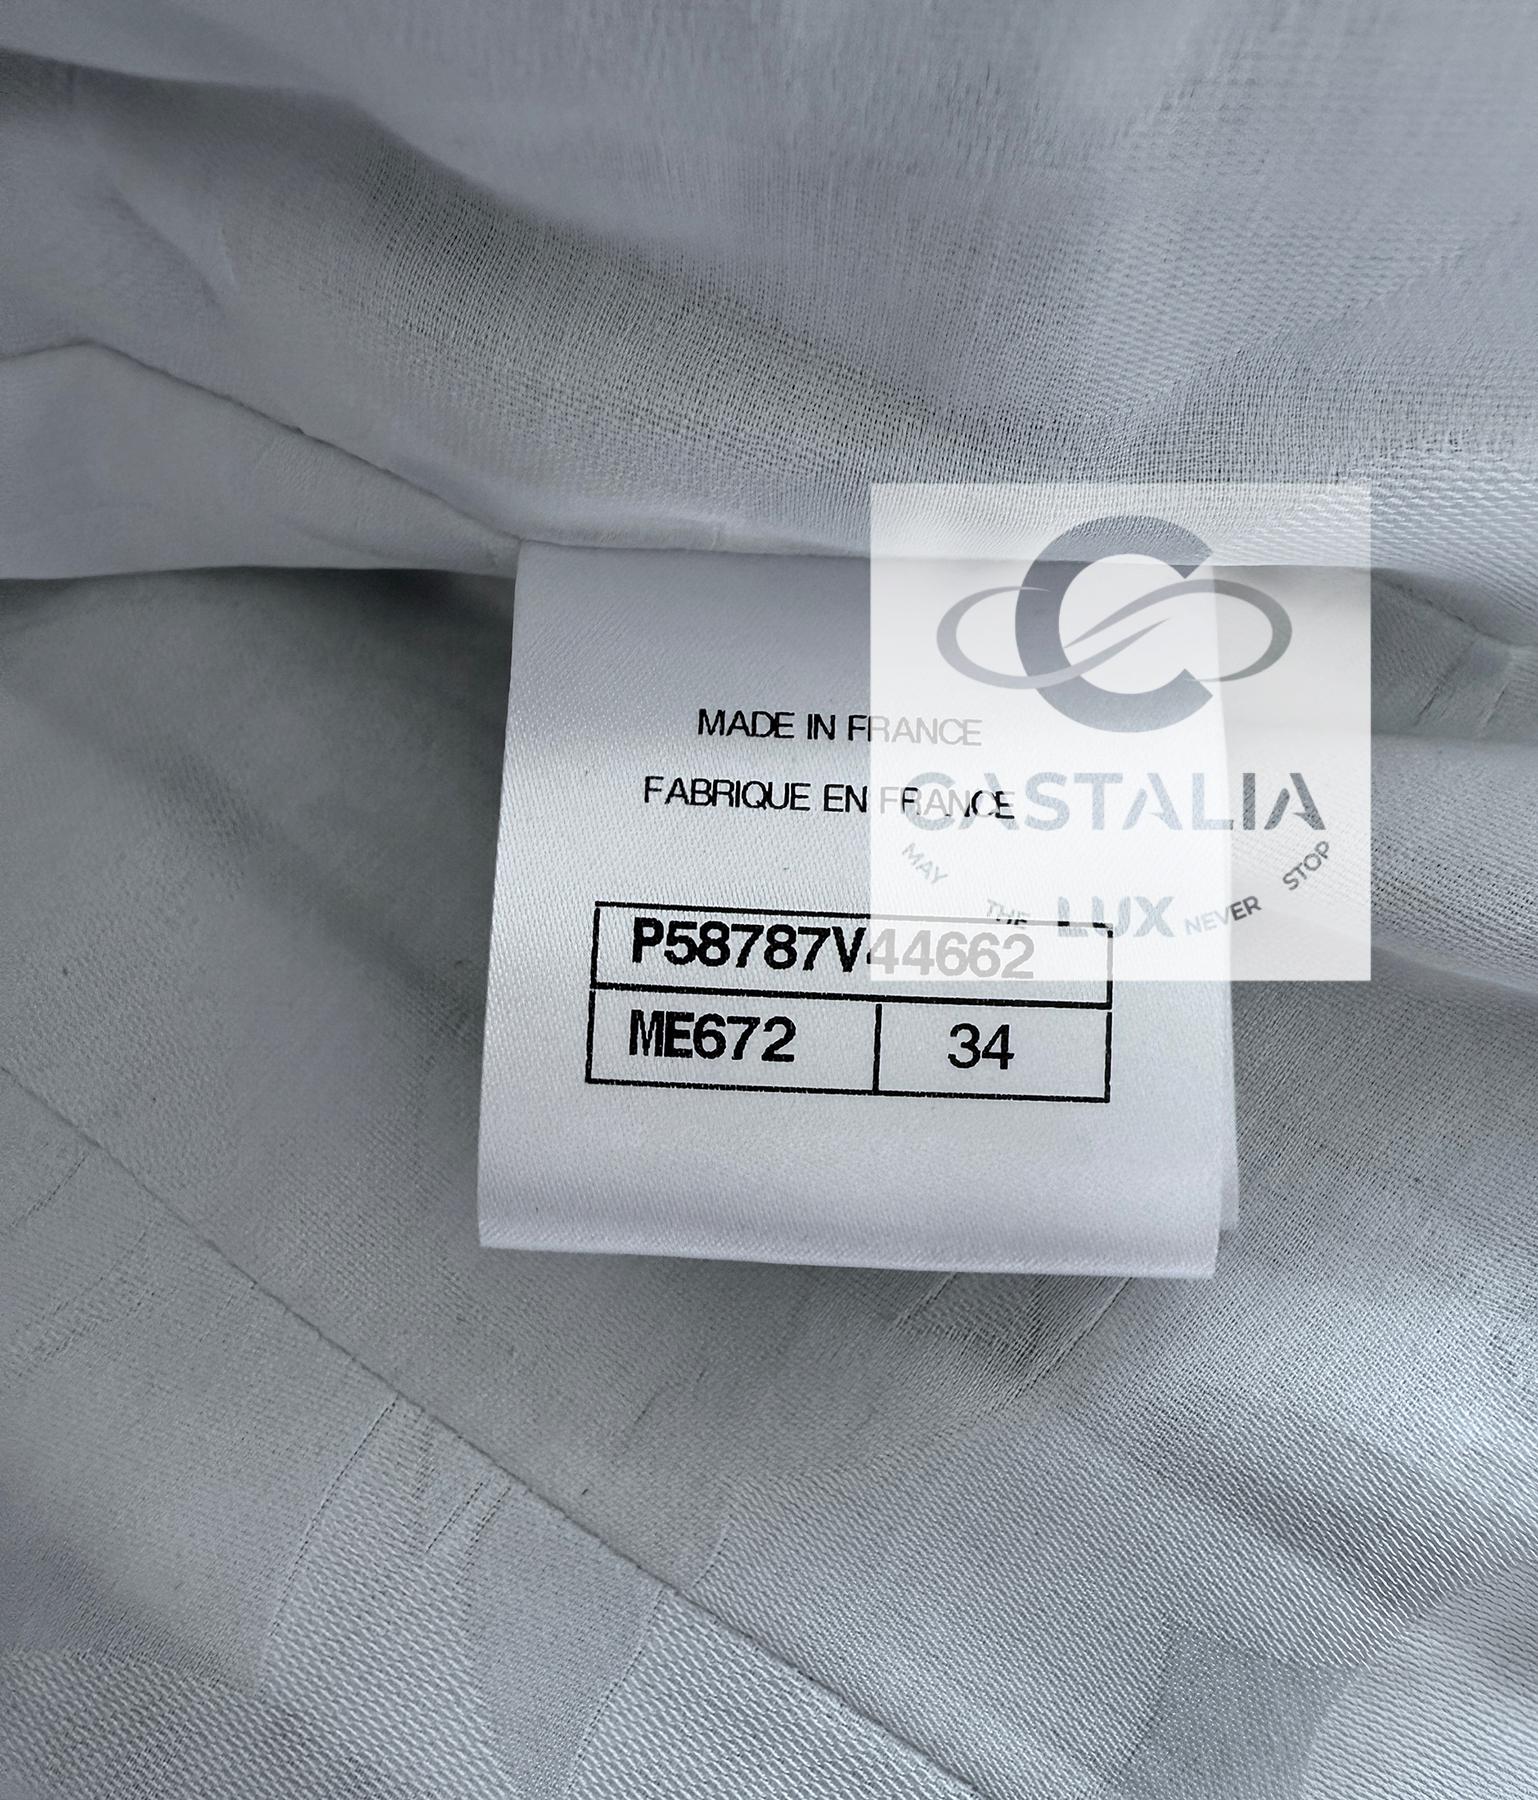 MADE IN FRANCE
FABRIQUE EN FRANCE
P58787V44662
ME672 34
CASTALIA
MAY THE LUX NEVER STOP